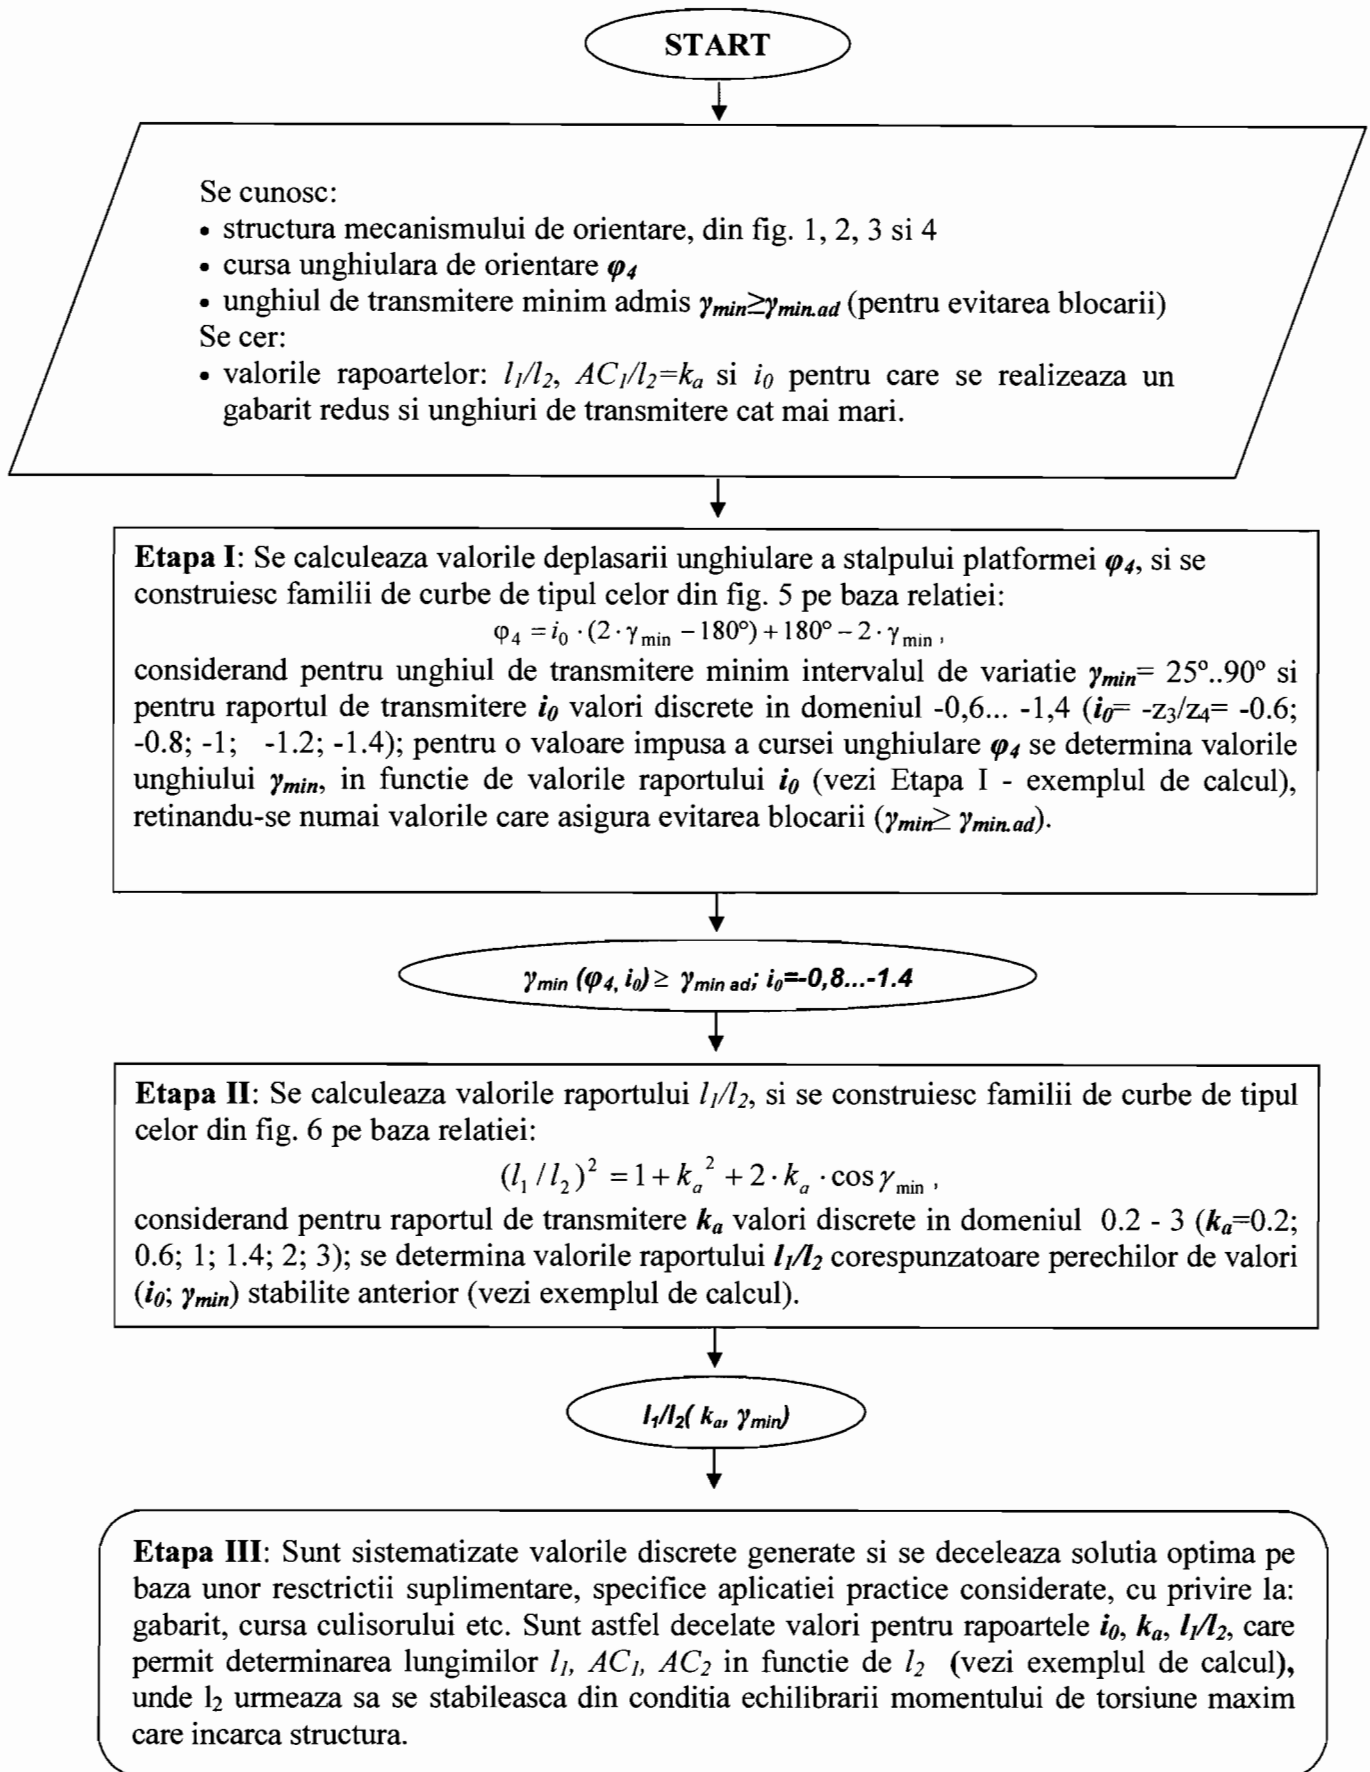 START
Se cunosc:
• structura mecanismului de orientare, din fig. 1, 2, 3 si 4
• cursa unghiulara de orientare φ4
• unghiul de transmitere minim admis γmin≥γmin.ad (pentru evitarea blocarii)
Se cer:
• valorile rapoartelor: l1/l2, AC1/l2=ka si i0 pentru care se realizeaza un
gabarit redus si unghiuri de transmitere cat mai mari.
Etapa I: Se calculeaza valorile deplasarii unghiulare a stalpului platformei φ4, si se
construiesc familii de curbe de tipul celor din fig. 5 pe baza relatiei:
φ4 = i0 · (2 · γmin − 180°) + 180° − 2 · γmin ,
considerand pentru unghiul de transmitere minim intervalul de variatie γmin= 25º..90º si
pentru raportul de transmitere i0 valori discrete in domeniul -0,6... -1,4 (i0= -z3/z4= -0.6;
-0.8; -1; -1.2; -1.4); pentru o valoare impusa a cursei unghiulare φ4 se determina valorile
unghiului γmin, in functie de valorile raportului i0 (vezi Etapa I - exemplul de calcul),
retinandu-se numai valorile care asigura evitarea blocarii (γmin≥ γmin.ad).
γmin (φ4, i0) ≥ γmin ad; i0=-0,8...-1.4
Etapa II: Se calculeaza valorile raportului l1/l2, si se construiesc familii de curbe de tipul
celor din fig. 6 pe baza relatiei:
(l1 / l2)² = 1 + ka² + 2 · ka · cos γmin ,
considerand pentru raportul de transmitere ka valori discrete in domeniul 0.2 - 3 (ka=0.2;
0.6; 1; 1.4; 2; 3); se determina valorile raportului l1/l2 corespunzatoare perechilor de valori
(i0; γmin) stabilite anterior (vezi exemplul de calcul).
l1/l2( ka, γmin)
Etapa III: Sunt sistematizate valorile discrete generate si se deceleaza solutia optima pe
baza unor resctrictii suplimentare, specifice aplicatiei practice considerate, cu privire la:
gabarit, cursa culisorului etc. Sunt astfel decelate valori pentru rapoartele i0, ka, l1/l2, care
permit determinarea lungimilor l1, AC1, AC2 in functie de l2 (vezi exemplul de calcul),
unde l2 urmeaza sa se stabileasca din conditia echilibrarii momentului de torsiune maxim
care incarca structura.